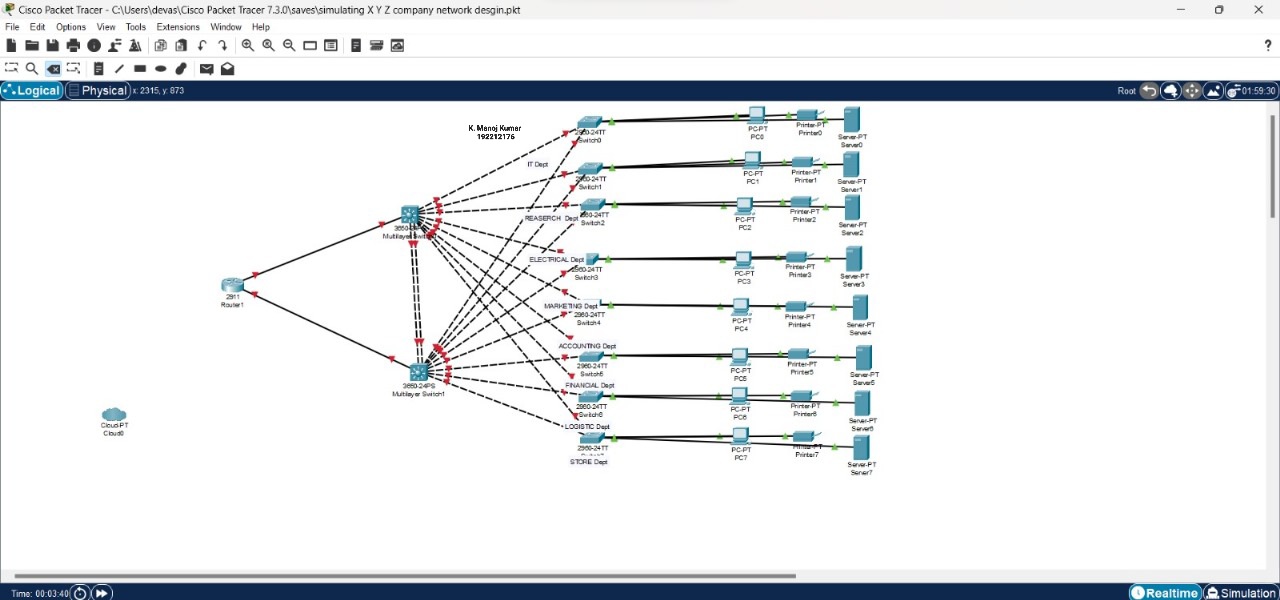 Cisco Packet Tracer - C:\Users\devas\Cisco Packet Tracer 7.3.0\saves\simulating X Y Z company network desgin.pkt
File Edit Options View Tools Extensions Window Help
?
Logical Physical x: 2315, y: 873 Root 01:59:30
K. Manoj Kumar
192212176
2960-24TT
Switch0
PC-PT
PC0
Printer-PT
Printer0
Server-PT
Server0
IT Dept
2960-24TT
Switch1
PC-PT
PC1
Printer-PT
Printer1
Server-PT
Server1
REASERCH Dept
2960-24TT
Switch2
PC-PT
PC2
Printer-PT
Printer2
Server-PT
Server2
Multilayer
ELECTRICAL Dept
2960-24TT
Switch3
PC-PT
PC3
Printer-PT
Printer3
Server-PT
Server3
2911
Router1
MARKETING Dept
2960-24TT
Switch4
PC-PT
PC4
Printer-PT
Printer4
Server-PT
Server4
ACCOUNTING Dept
2960-24TT
Switch5
PC-PT
PC5
Printer-PT
Printer5
Server-PT
Server5
3650-24PS
Multilayer Switch1
FINANCIAL Dept
2960-24TT
Switch6
PC-PT
PC6
Printer-PT
Printer6
Server-PT
Server6
Cloud-PT
Cloud0
LOGISTIC Dept
2960-24TT
PC-PT
PC7
Printer-PT
Printer7
Server-PT
Server7
STORE Dept
Time: 00:03:40 Realtime Simulation